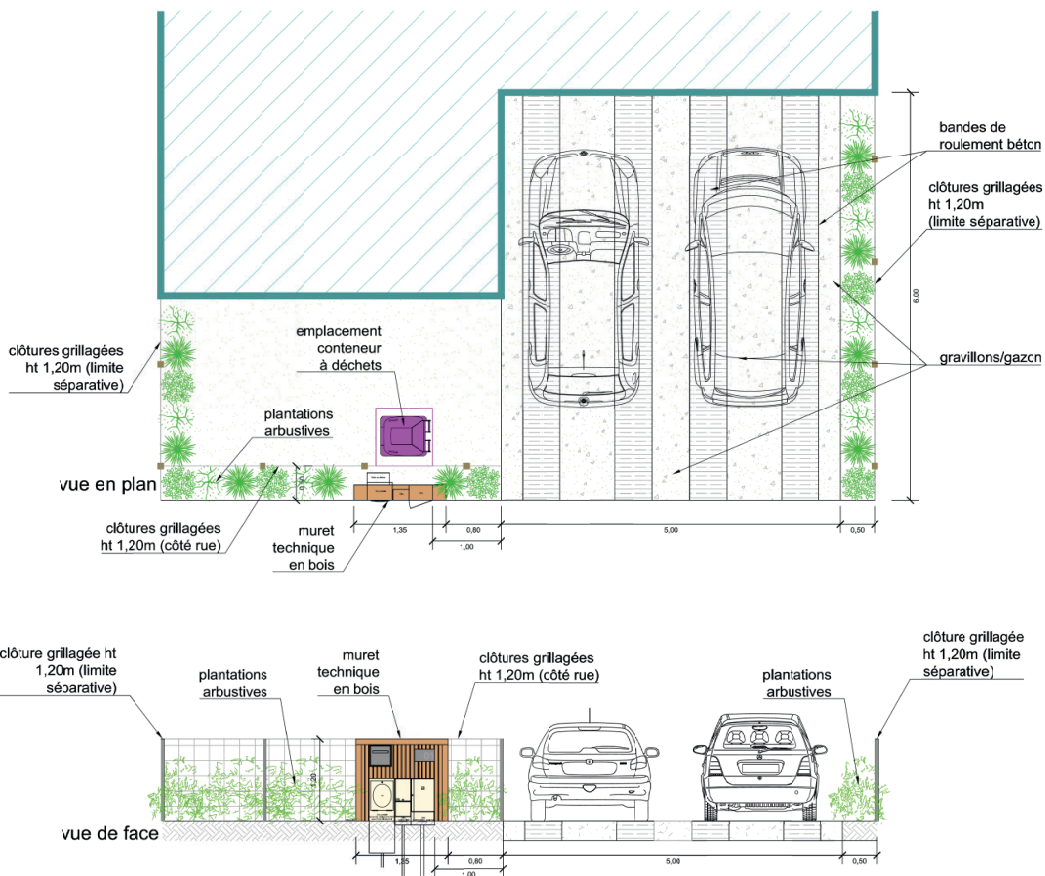 bandes de
roulement béton
clôtures grillagées
ht 1,20m
(limite séparative)
6,00
emplacement
conteneur
à déchets
clôtures grillagées
ht 1,20m (limite
séparative)
gravillons/gazon
plantations
arbustives
vue en plan
0,50
clôtures grillagées
ht 1,20m (côté rue)
muret
technique
en bois
1,35
0,80
5,00
0,50
1,00
clôture grillagée ht
1,20m (limite
séparative)
plantations
arbustives
muret
technique
en bois
clôtures grillagées
ht 1,20m (côté rue)
plantations
arbustives
clôture grillagée
ht 1,20m (limite
séparative)
1,20
vue de face
1,35
0,80
5,00
0,50
1,00